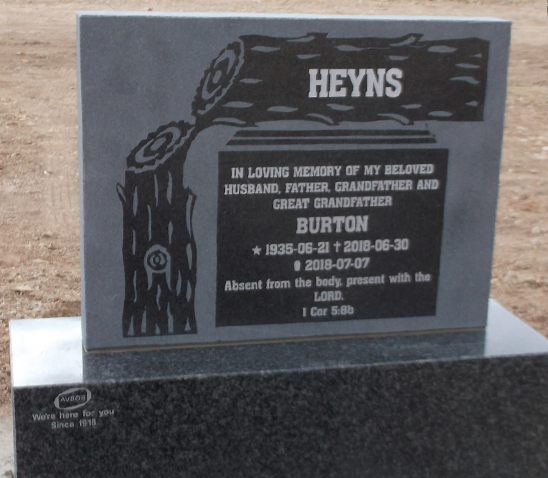 HEYNS
IN LOVING MEMORY OF MY BELOVED
HUSBAND, FATHER, GRANDFATHER AND
GREAT GRANDFATHER
BURTON
★ 1935-06-21 ✝ 2018-06-30
⚰ 2018-07-07
Absent from the body, present with the
LORD.
1 Cor 5:8b
AVBOB
We're here for you
Since 1918